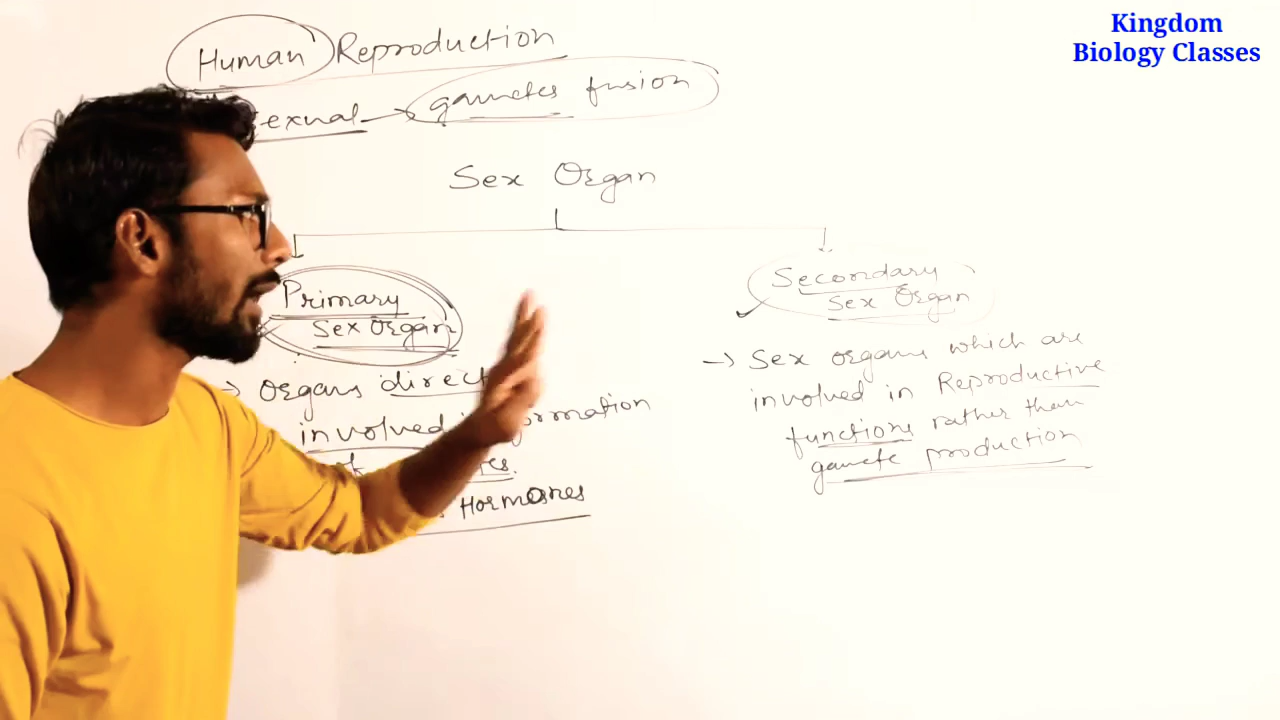 Kingdom
Biology Classes
Human Reproduction
exual → gametes fusion
Sex Organ
Primary
Sex Organ
→ Organs direct
involved ormation
Hormones
Secondary
Sex Organ
→ Sex organs which are
involved in Reproductive
functions rather than
gamete production